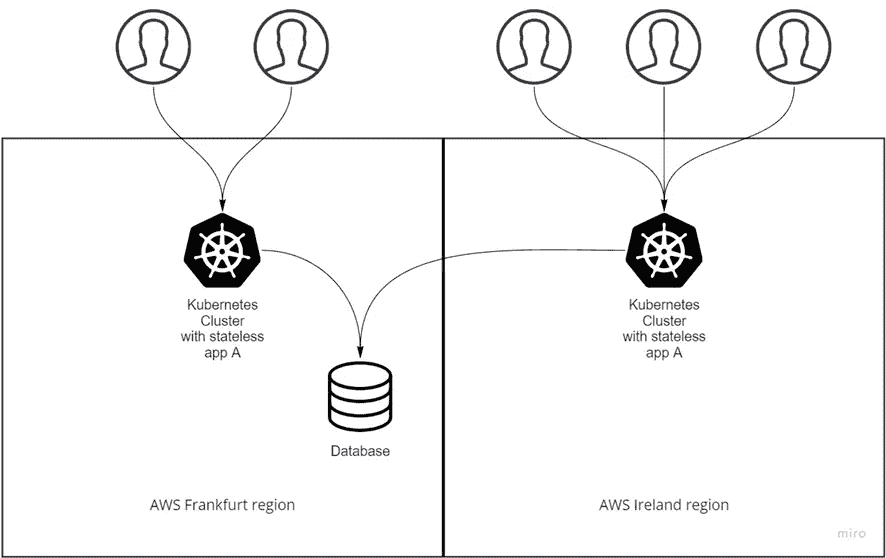 Kubernetes
Cluster
with stateless
app A
Kubernetes
Cluster
with stateless
app A
Database
AWS Frankfurt region
AWS Ireland region
miro